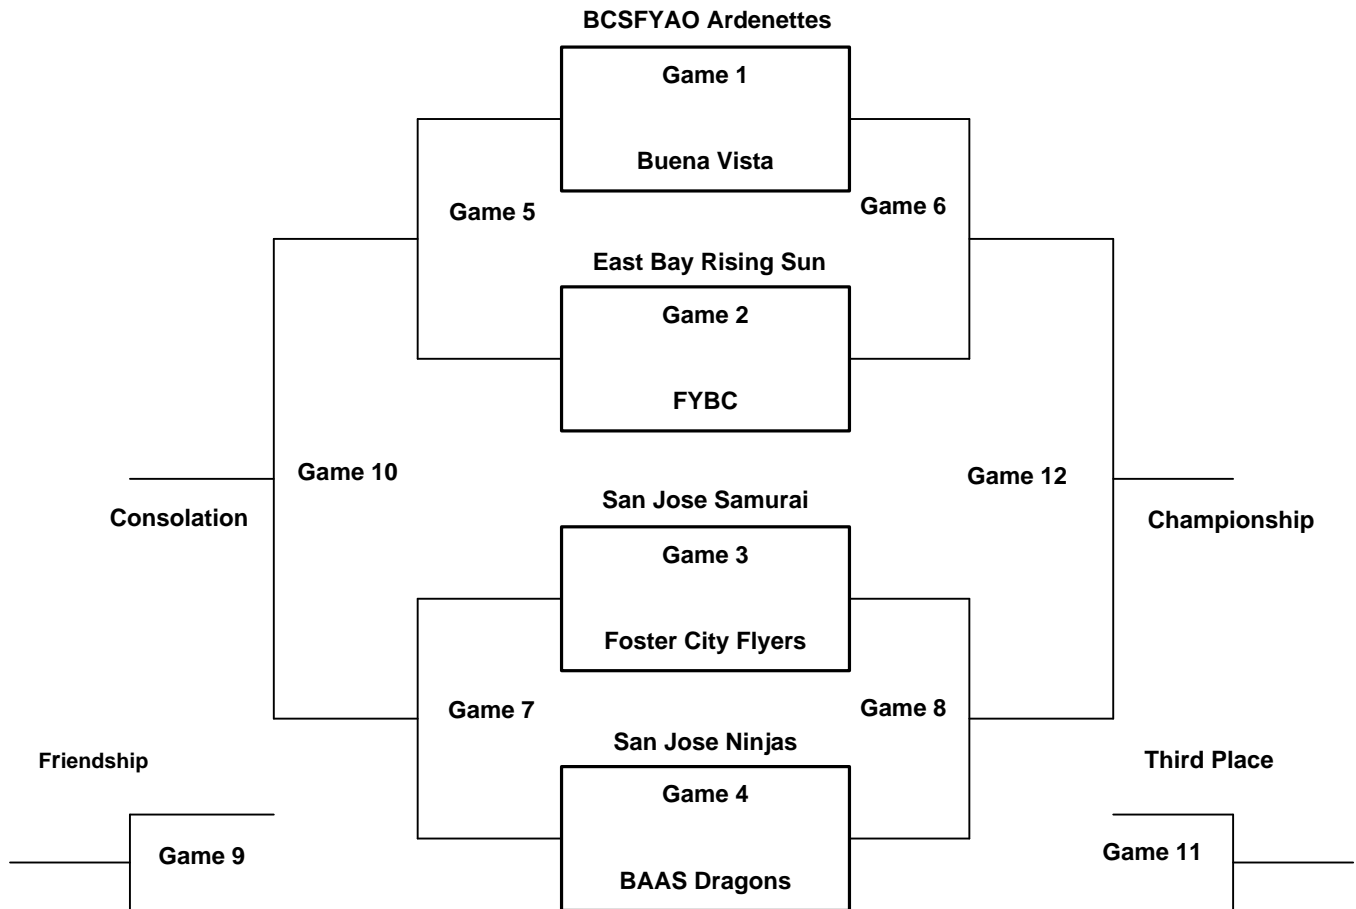 BCSFYAO Ardenettes
Game 1
Buena Vista
Game 5
Game 6
East Bay Rising Sun
Game 2
FYBC
Game 10
Game 12
San Jose Samurai
Consolation
Championship
Game 3
Foster City Flyers
Game 7
Game 8
San Jose Ninjas
Friendship
Third Place
Game 4
Game 9
Game 11
BAAS Dragons